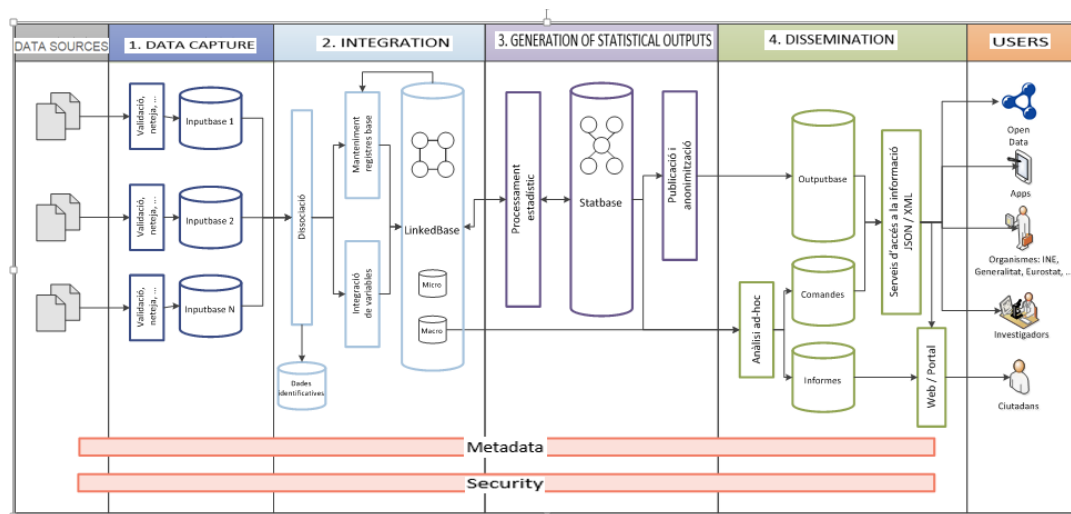 DATA SOURCES
1. DATA CAPTURE
2. INTEGRATION
3. GENERATION OF STATISTICAL OUTPUTS
4. DISSEMINATION
USERS
Validació,
neteja, ...
Inputbase 1
Validació,
neteja, ...
Inputbase 2
Validació,
neteja, ...
Inputbase N
Dissociació
Dades
identificatives
Manteniment
registres base
Integració
de variables
LinkedBase
Micro
Macro
Processament
estadístic
Statbase
Publicació i
anonimització
Outputbase
Anàlisi ad-hoc
Comandes
Informes
Serveis d'accés a la informació
JSON / XML
Web / Portal
Open
Data
Apps
Organismes: INE,
Generalitat, Eurostat, ...
Investigadors
Ciutadans
Metadata
Security